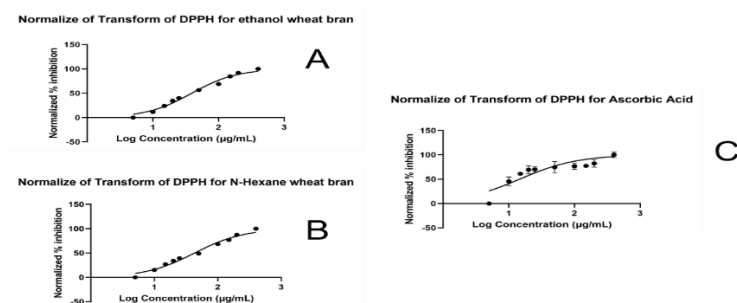 Normalize of Transform of DPPH for ethanol wheat bran
A
Normalized % inhibition
150
100
50
0
-50
1
2
3
Log Concentration (µg/mL)
Normalize of Transform of DPPH for N-Hexane wheat bran
B
Normalized % inhibition
150
100
50
0
-50
1
2
3
Log Concentration (µg/mL)
Normalize of Transform of DPPH for Ascorbic Acid
C
Normalized % inhibition
150
100
50
0
-50
1
2
3
Log Concentration (µg/mL)